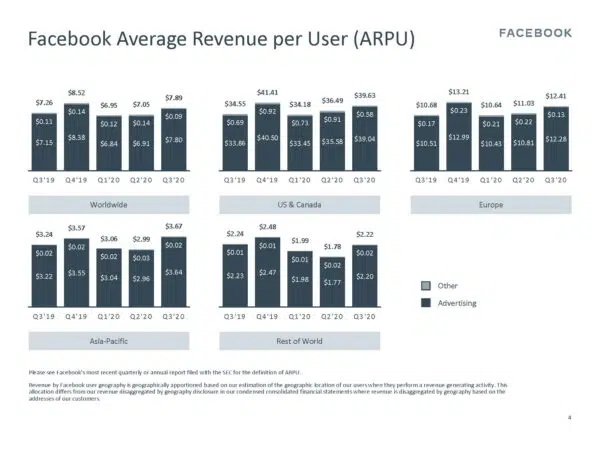 Facebook Average Revenue per User (ARPU)
FACEBOOK
$7.26 $8.52 $6.95 $7.05 $7.89
$0.11 $0.14 $0.12 $0.14 $0.09
$7.15 $8.38 $6.84 $6.91 $7.80
Q3'19 Q4'19 Q1'20 Q2'20 Q3'20
Worldwide
$34.55 $41.41 $34.18 $36.49 $39.63
$0.69 $0.92 $0.73 $0.91 $0.58
$33.86 $40.50 $33.45 $35.58 $39.04
Q3'19 Q4'19 Q1'20 Q2'20 Q3'20
US & Canada
$10.68 $13.21 $10.64 $11.03 $12.41
$0.17 $0.23 $0.21 $0.22 $0.13
$10.51 $12.99 $10.43 $10.81 $12.28
Q3'19 Q4'19 Q1'20 Q2'20 Q3'20
Europe
$3.24 $3.57 $3.06 $2.99 $3.67
$0.02 $0.02 $0.02 $0.03 $0.02
$3.22 $3.55 $3.04 $2.96 $3.64
Q3'19 Q4'19 Q1'20 Q2'20 Q3'20
Asia-Pacific
$2.24 $2.48 $1.99 $1.78 $2.22
$0.01 $0.01 $0.01 $0.02 $0.02
$2.23 $2.47 $1.98 $1.77 $2.20
Q3'19 Q4'19 Q1'20 Q2'20 Q3'20
Rest of World
Other
Advertising
Please see Facebook's most recent quarterly or annual report filed with the SEC for the definition of ARPU.
Revenue by Facebook user geography is geographically apportioned based on our estimation of the geographic location of our users when they perform a revenue-generating activity. This
allocation differs from our revenue disaggregated by geography disclosure in our condensed consolidated financial statements where revenue is disaggregated by geography based on the
addresses of our customers.
4